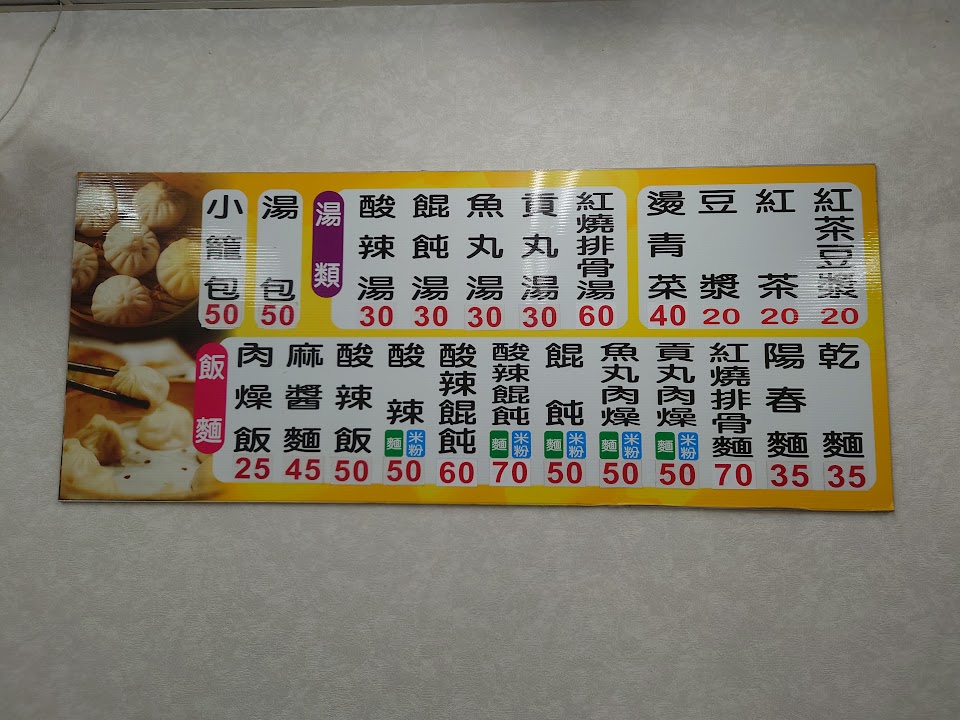 小籠包 50
湯包 50
湯類
酸辣湯 30
餛飩湯 30
魚丸湯 30
貢丸湯 30
紅燒排骨湯 60
燙青菜 40
豆漿 20
紅茶 20
紅茶豆漿 20
飯麵
肉燥飯 25
麻醬麵 45
酸辣飯 50
酸辣麵米粉 50
酸辣餛飩 60
酸辣餛飩麵米粉 70
餛飩麵米粉 50
魚丸肉燥麵米粉 50
貢丸肉燥麵米粉 50
紅燒排骨麵 70
陽春麵 35
乾麵 35